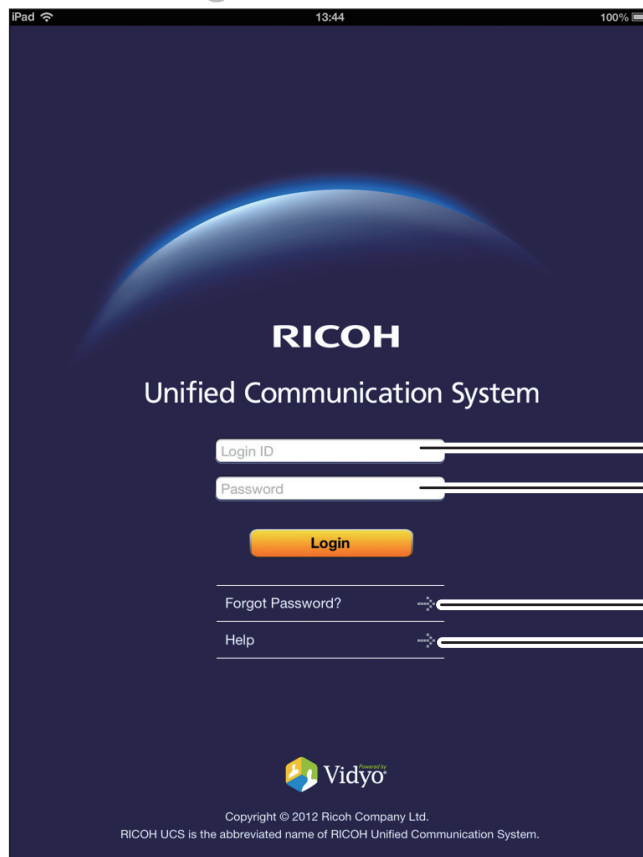 iPad 13:44 100%
RICOH
Unified Communication System
Login ID
Password
Login
Forgot Password?
Help
Powered by
Vidyo
Copyright © 2012 Ricoh Company Ltd.
RICOH UCS is the abbreviated name of RICOH Unified Communication System.